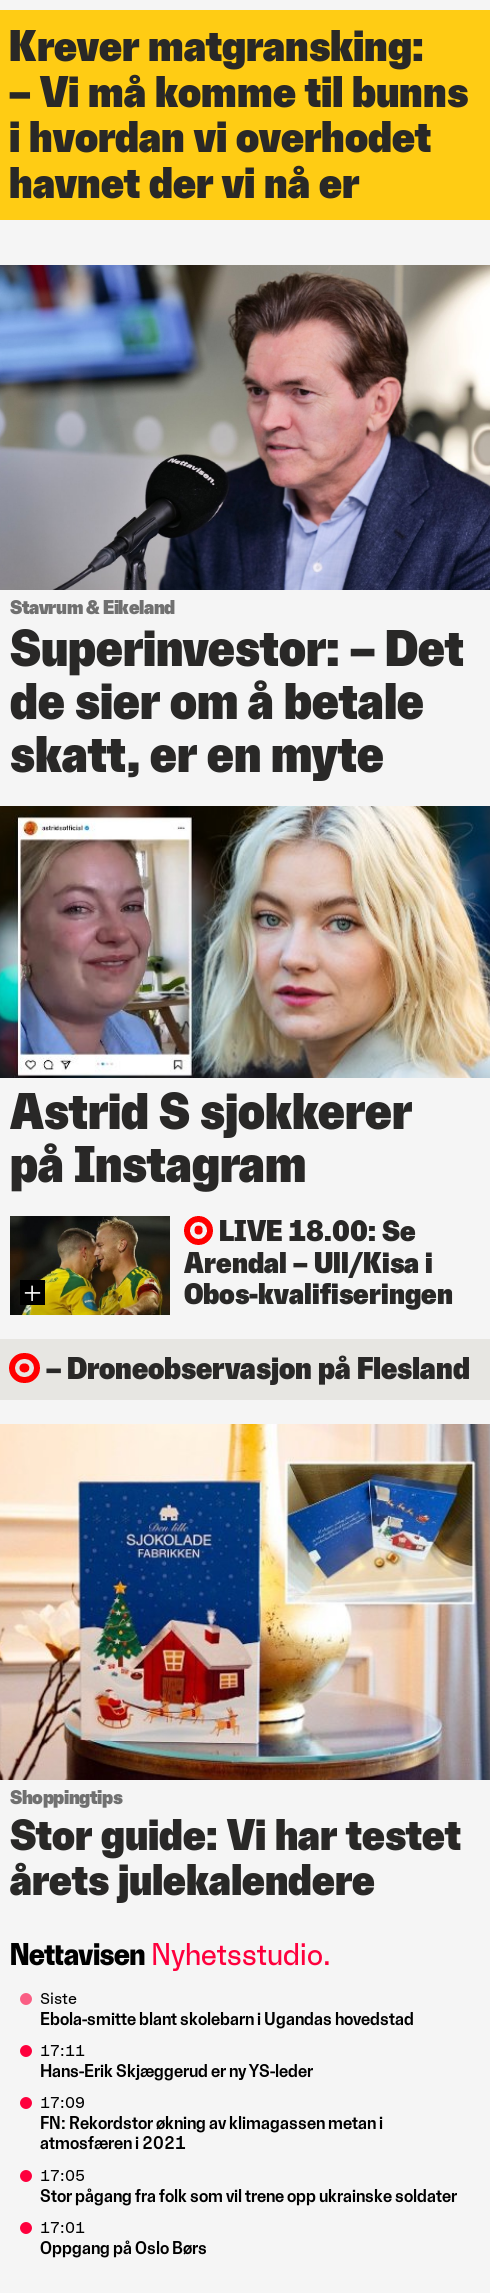 Krever matgransking:
– Vi må komme til bunns
i hvordan vi overhodet
havnet der vi nå er
Nettavisen.
Stavrum & Eikeland
Superinvestor: – Det
de sier om å betale
skatt, er en myte
astridsofficial
Astrid S sjokkerer
på Instagram
LIVE 18.00: Se
Arendal – Ull/Kisa i
Obos-kvalifiseringen
– Droneobservasjon på Flesland
Den lille
SJOKOLADE
FABRIKKEN
Shoppingtips
Stor guide: Vi har testet
årets julekalendere
Nettavisen Nyhetsstudio.
Siste
Ebola-smitte blant skolebarn i Ugandas hovedstad
17:11
Hans-Erik Skjæggerud er ny YS-leder
17:09
FN: Rekordstor økning av klimagassen metan i
atmosfæren i 2021
17:05
Stor pågang fra folk som vil trene opp ukrainske soldater
17:01
Oppgang på Oslo Børs